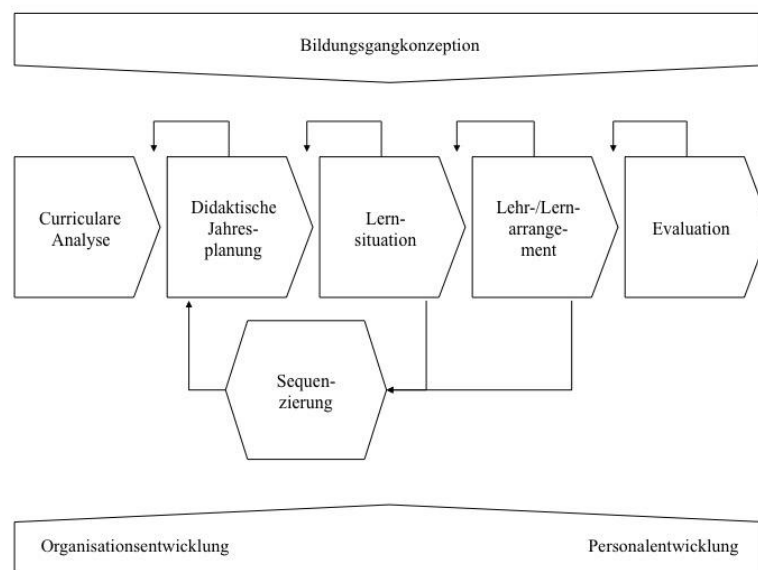 Bildungsgangkonzeption
Curriculare
Analyse
Didaktische
Jahres-
planung
Lern-
situation
Lehr-/Lern-
arrange-
ment
Evaluation
Sequen-
zierung
Organisationsentwicklung
Personalentwicklung